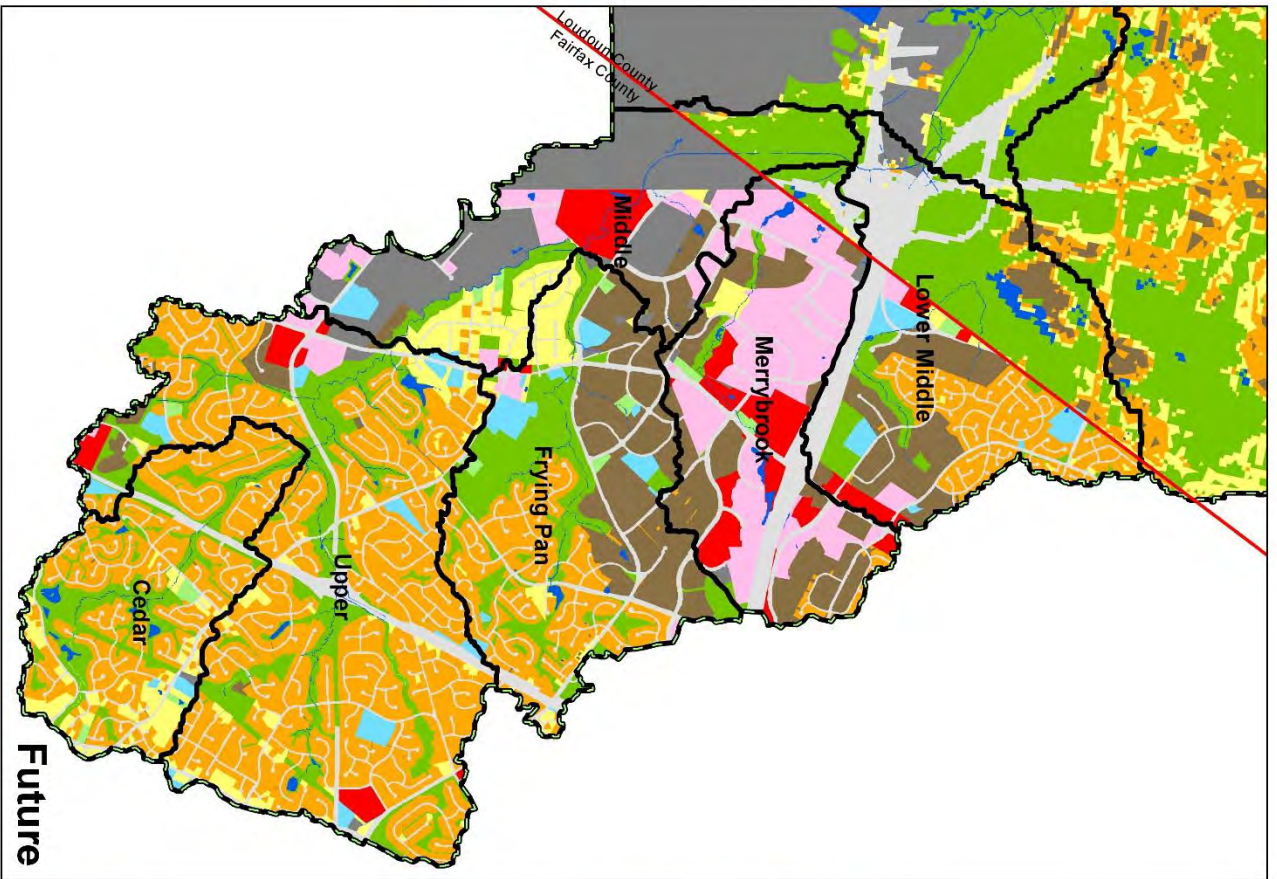 Loudoun County
Fairfax County
Lower Middle
Middle
Merrybrook
Frying Pan
Upper
Cedar
Future